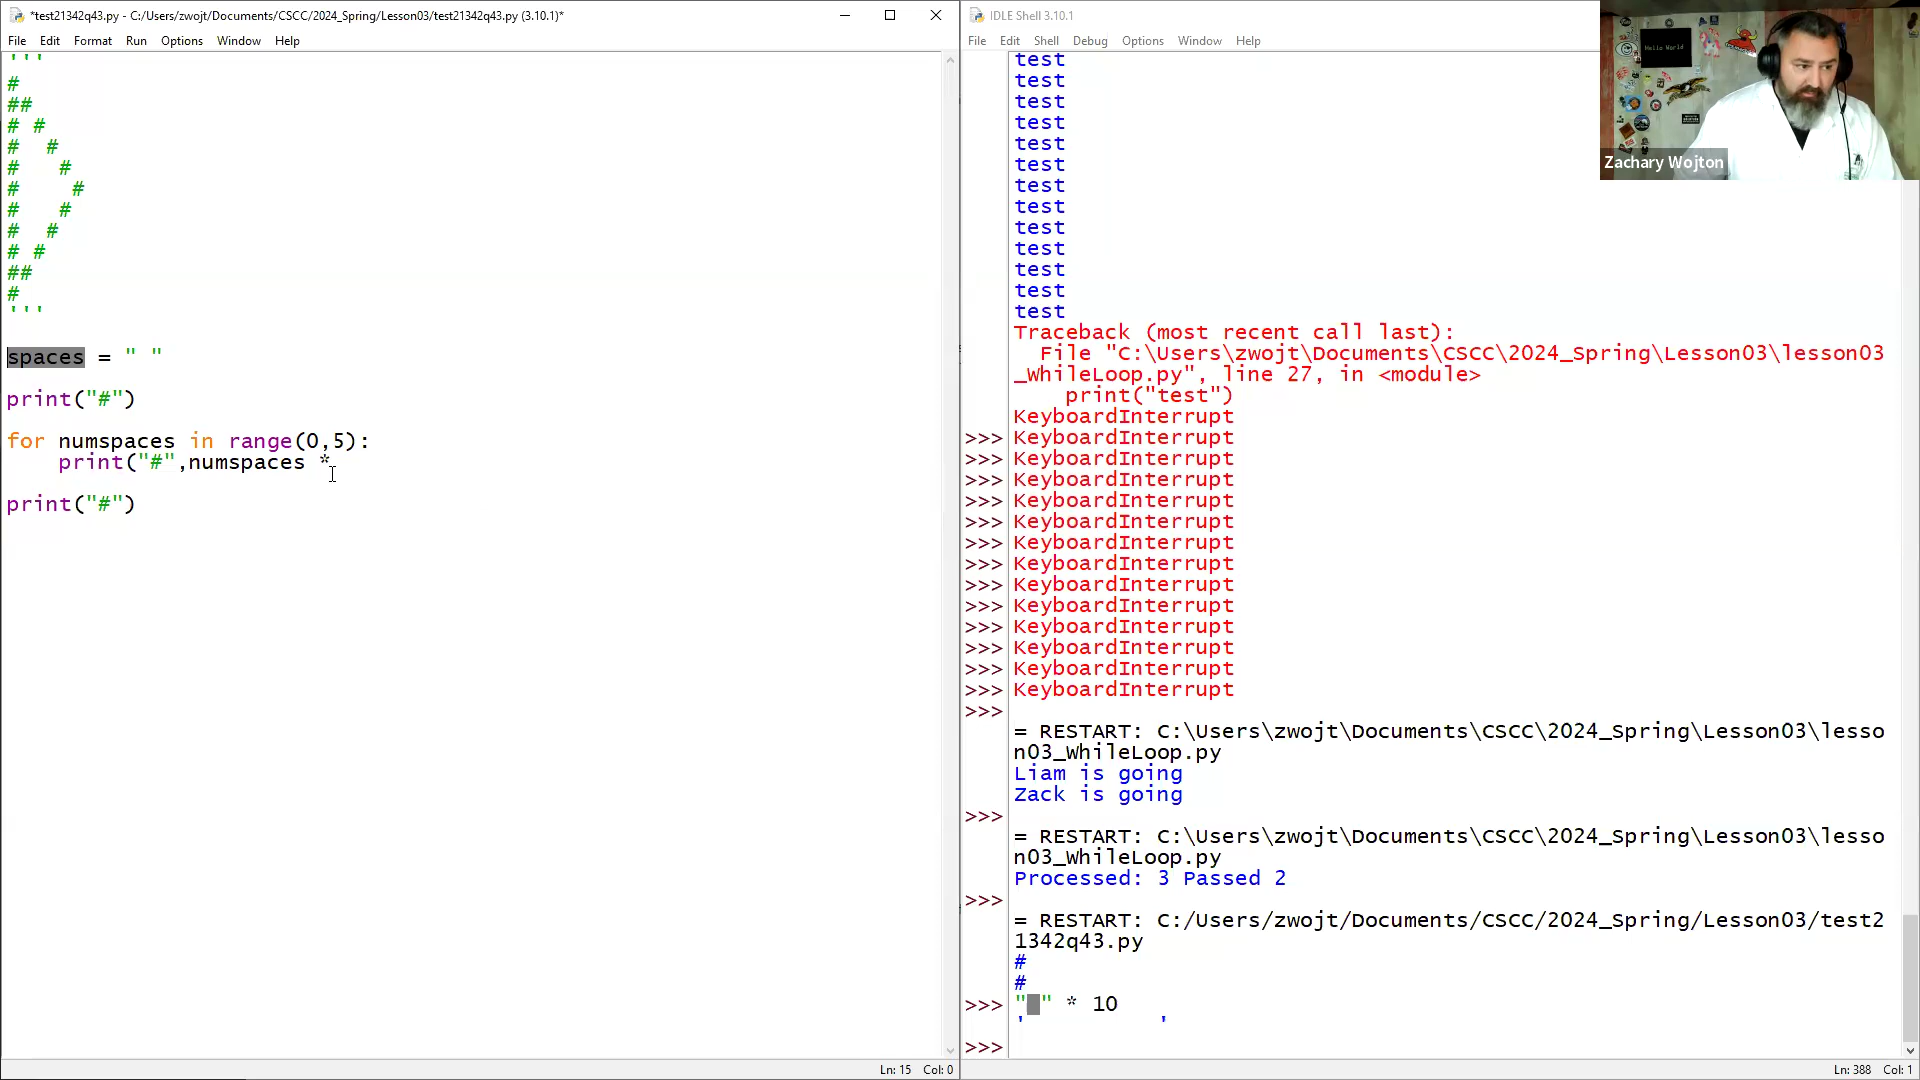 *test21342q43.py - C:/Users/zwojt/Documents/CSCC/2024_Spring/Lesson03/test21342q43.py (3.10.1)*
File Edit Format Run Options Window Help
'''
#
##
# #
#  #
#   #
#    #
#   #
#  #
# #
##
#
'''
spaces = " "
print("#")
for numspaces in range(0,5):
    print("#",numspaces *
print("#")
Ln: 15 Col: 0
IDLE Shell 3.10.1
File Edit Shell Debug Options Window Help
test
test
test
test
test
test
test
test
test
test
test
test
test
Traceback (most recent call last):
  File "C:\Users\zwojt\Documents\CSCC\2024_Spring\Lesson03\lesson03
_WhileLoop.py", line 27, in <module>
    print("test")
KeyboardInterrupt
>>> KeyboardInterrupt
>>> KeyboardInterrupt
>>> KeyboardInterrupt
>>> KeyboardInterrupt
>>> KeyboardInterrupt
>>> KeyboardInterrupt
>>> KeyboardInterrupt
>>> KeyboardInterrupt
>>> KeyboardInterrupt
>>> KeyboardInterrupt
>>> KeyboardInterrupt
>>> KeyboardInterrupt
>>> KeyboardInterrupt
>>>
= RESTART: C:\Users\zwojt\Documents\CSCC\2024_Spring\Lesson03\lesso
n03_WhileLoop.py
Liam is going
Zack is going
>>>
= RESTART: C:\Users\zwojt\Documents\CSCC\2024_Spring\Lesson03\lesso
n03_WhileLoop.py
Processed: 3 Passed 2
>>>
= RESTART: C:/Users/zwojt/Documents/CSCC/2024_Spring/Lesson03/test2
1342q43.py
#
#
>>> " " * 10
'          '
>>>
Ln: 388 Col: 1
Hello World
Zachary Wojton